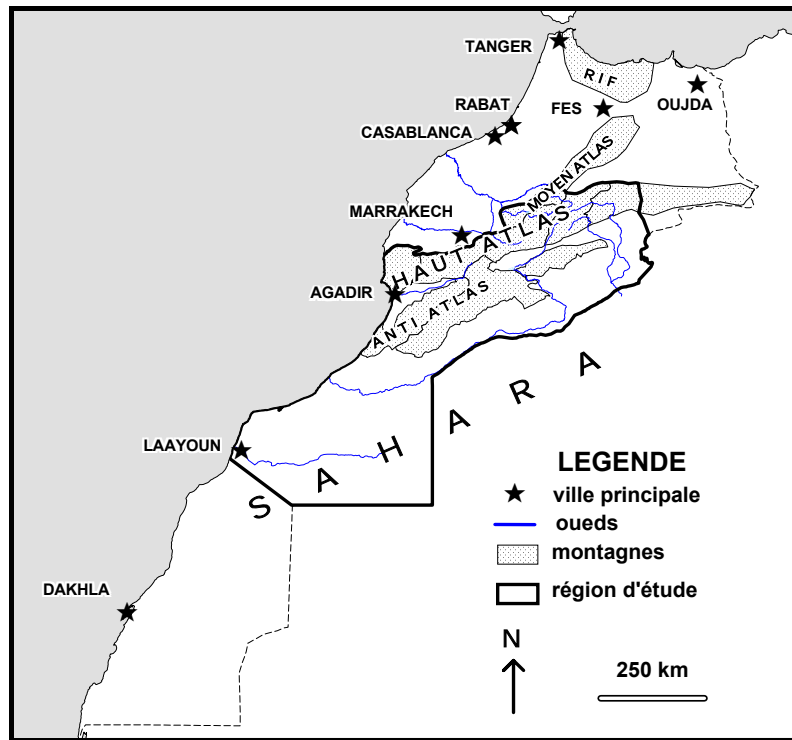 TANGER
RIF
RABAT
FES
OUJDA
CASABLANCA
MOYEN ATLAS
MARRAKECH
HAUT ATLAS
AGADIR
ANTI ATLAS
SAHARA
LAAYOUN
LEGENDE
ville principale
oueds
montagnes
région d'étude
DAKHLA
N
250 km